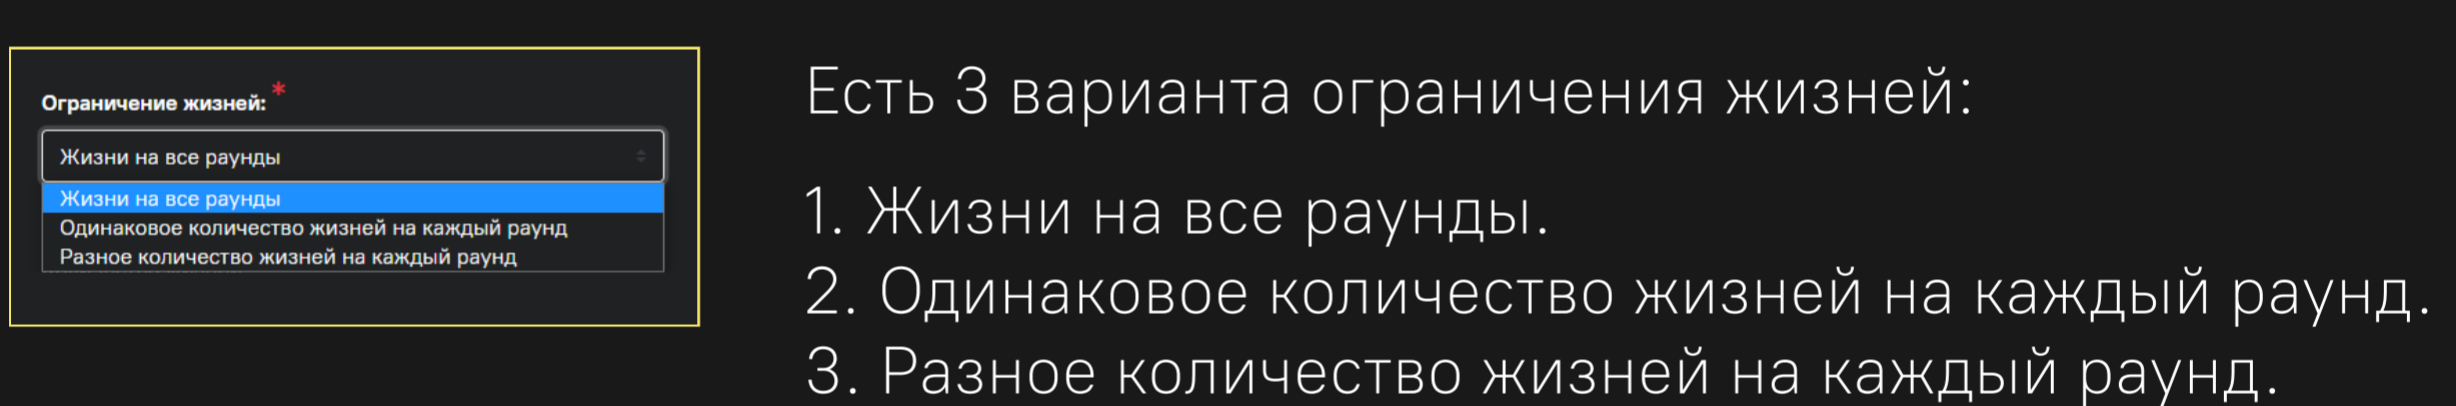 Ограничение жизней: *
Жизни на все раунды
Жизни на все раунды
Одинаковое количество жизней на каждый раунд
Разное количество жизней на каждый раунд
Есть 3 варианта ограничения жизней:
1. Жизни на все раунды.
2. Одинаковое количество жизней на каждый раунд.
3. Разное количество жизней на каждый раунд.